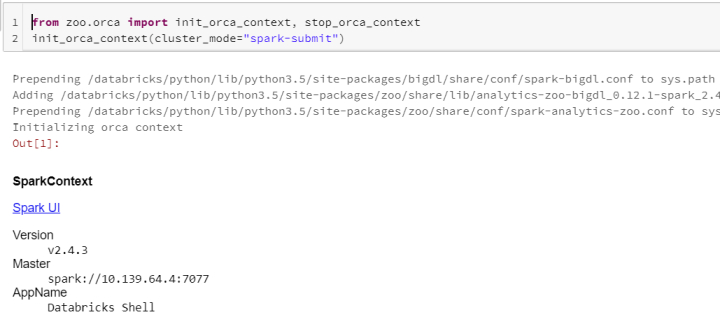 1 from zoo.orca import init_orca_context, stop_orca_context
2 init_orca_context(cluster_mode="spark-submit")
Prepending /databricks/python/lib/python3.5/site-packages/bigdl/share/conf/spark-bigdl.conf to sys.path
Adding /databricks/python/lib/python3.5/site-packages/zoo/share/lib/analytics-zoo-bigdl_0.12.1-spark_2.4
Prepending /databricks/python/lib/python3.5/site-packages/zoo/share/conf/spark-analytics-zoo.conf to sys
Initializing orca context
Out[1]:
SparkContext
Spark UI
Version
v2.4.3
Master
spark://10.139.64.4:7077
AppName
Databricks Shell